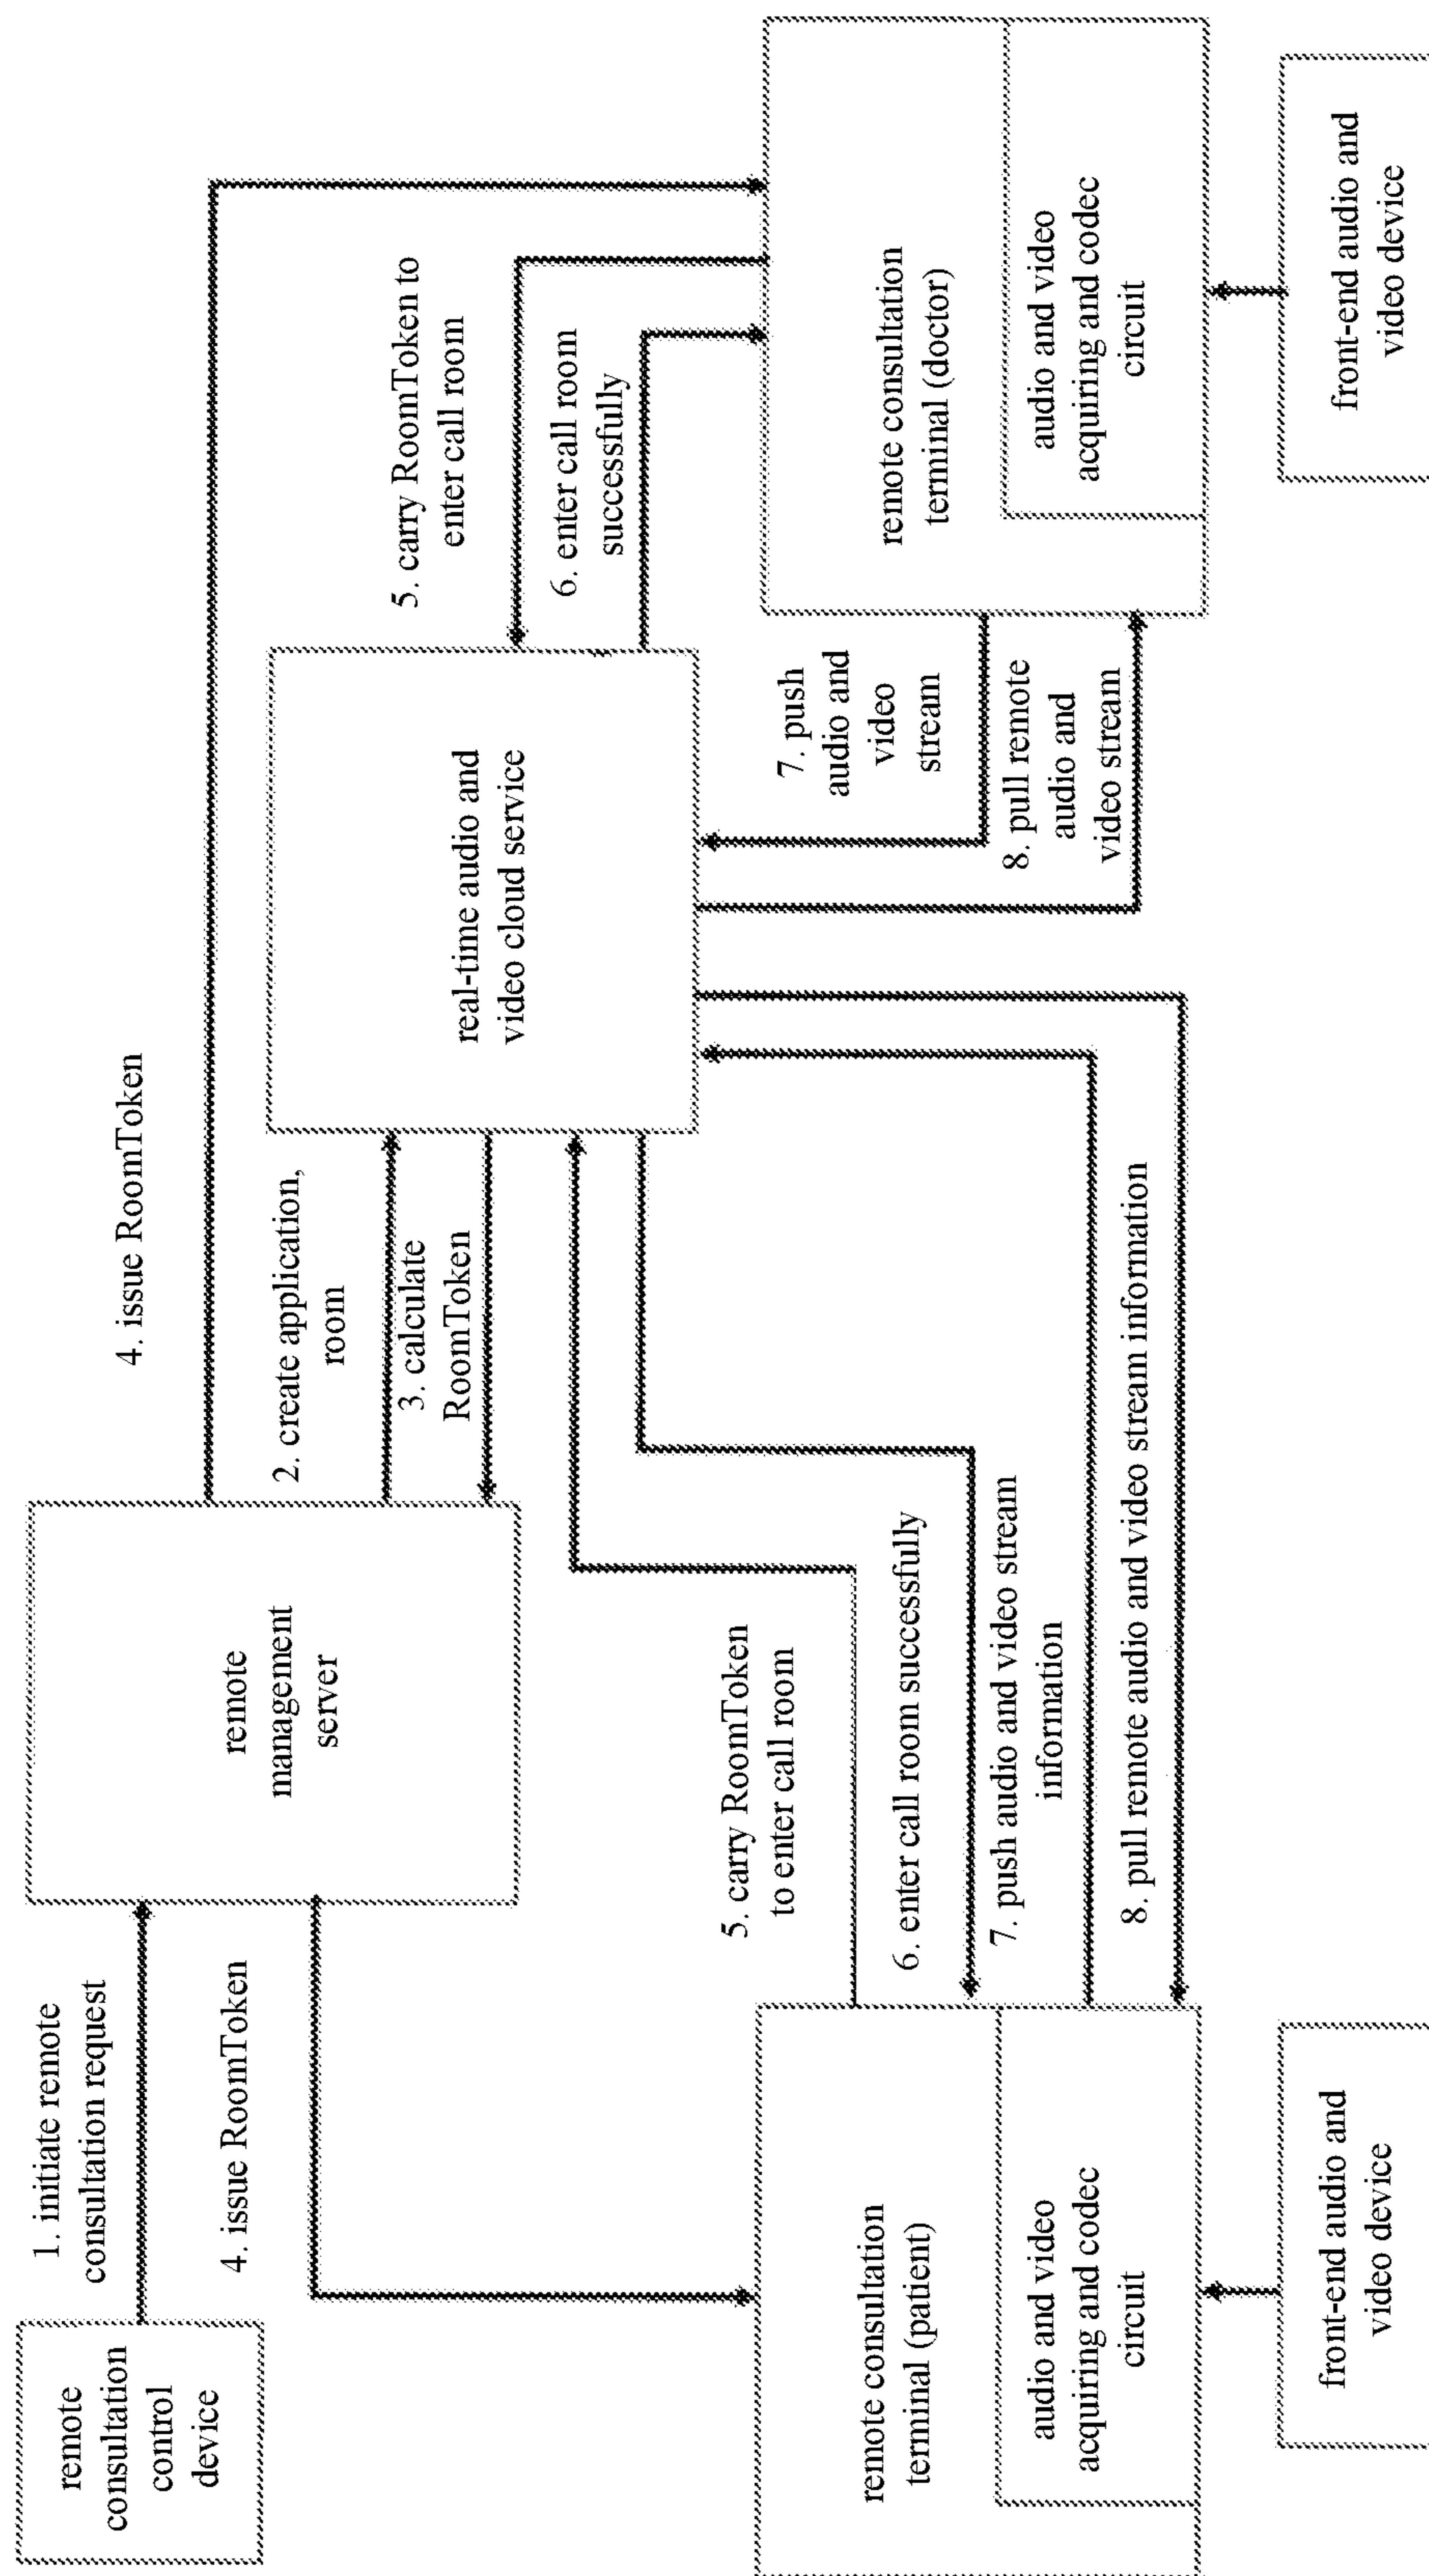 remote
consultation
control
device
1. initiate remote
consultation request
4. issue RoomToken
remote
management
server
4. issue RoomToken
2. create application,
room
3. calculate
RoomToken
real-time audio and
video cloud service
5. carry RoomToken to
enter call room
6. enter call room
successfully
5. carry RoomToken
to enter call room
6. enter call room successfully
7. push audio and video stream
information
8. pull remote audio and video stream information
7. push
audio and
video
stream
8. pull remote
audio and
video stream
remote consultation
terminal (patient)
audio and video
acquiring and codec
circuit
front-end audio and
video device
remote consultation
terminal (doctor)
audio and video
acquiring and codec
circuit
front-end audio and
video device